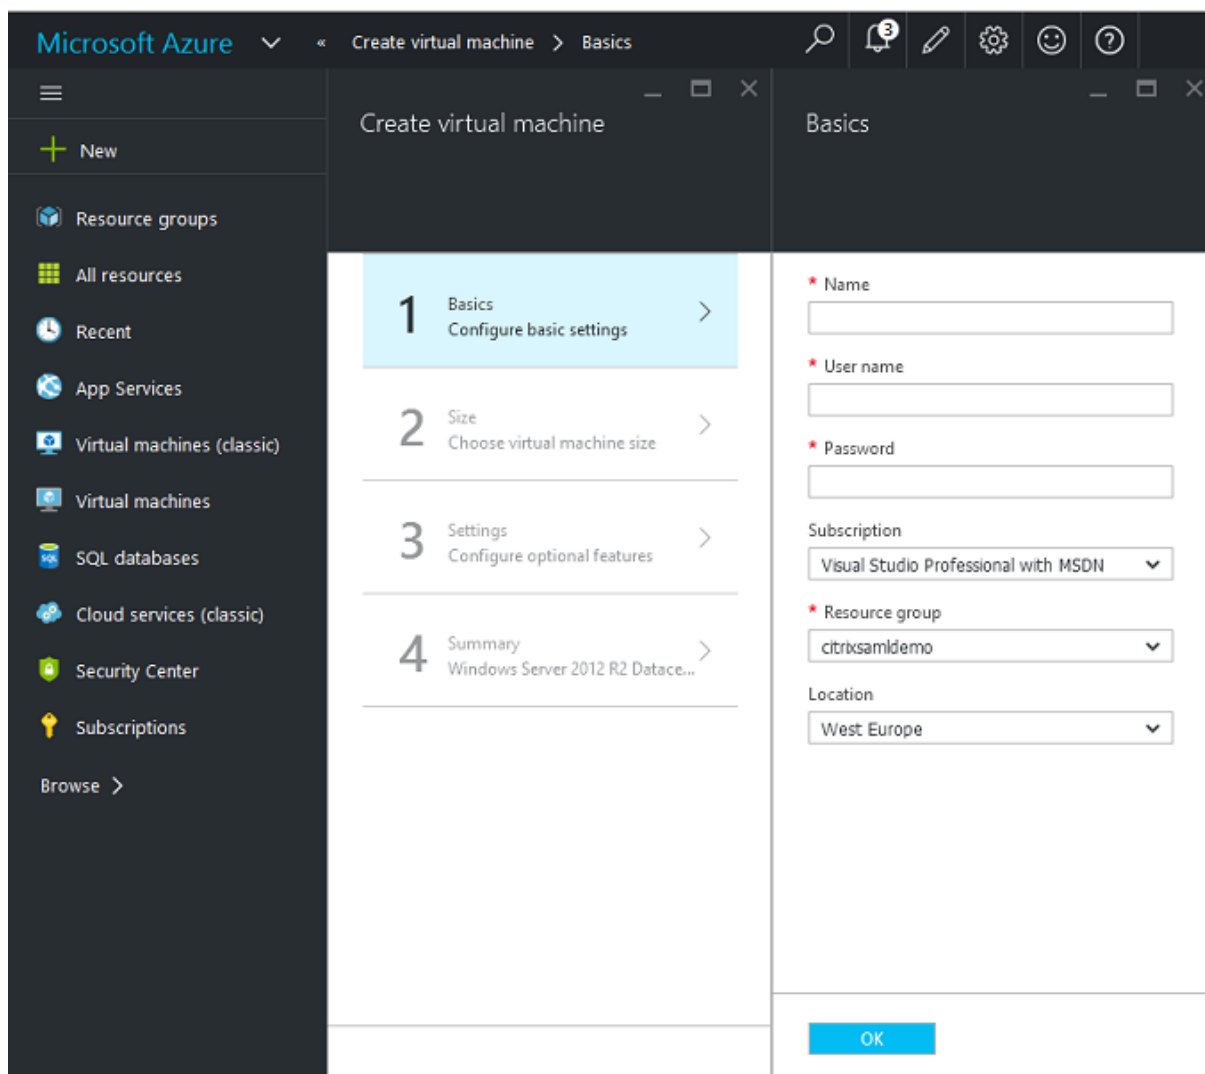 Microsoft Azure
« Create virtual machine > Basics
3
New
Resource groups
All resources
Recent
App Services
Virtual machines (classic)
Virtual machines
SQL databases
Cloud services (classic)
Security Center
Subscriptions
Browse >
Create virtual machine
1
Basics
Configure basic settings
2
Size
Choose virtual machine size
3
Settings
Configure optional features
4
Summary
Windows Server 2012 R2 Datace...
Basics
* Name
* User name
* Password
Subscription
Visual Studio Professional with MSDN
* Resource group
citrixsamldemo
Location
West Europe
OK